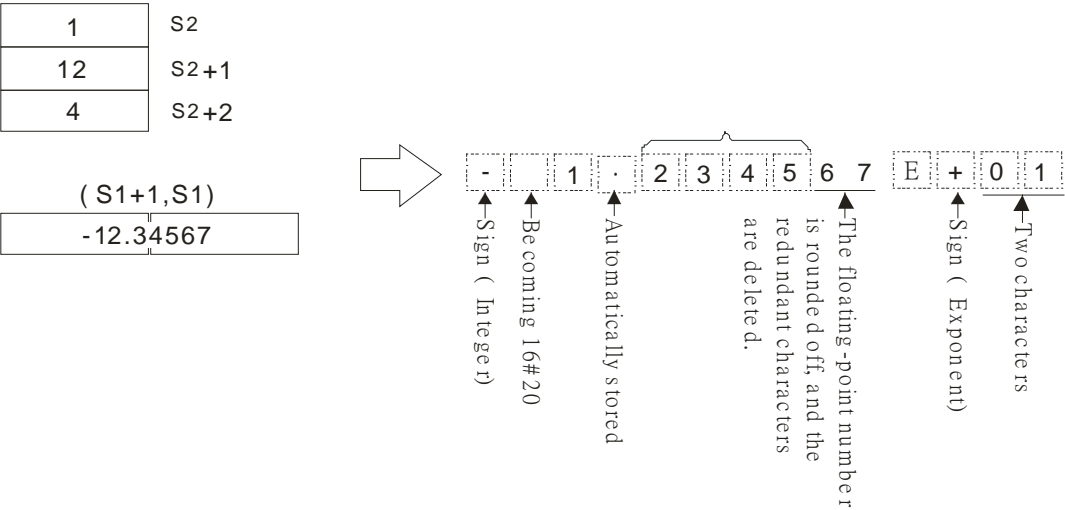 1 S2
12 S2+1
4 S2+2
(S1+1,S1)
-12.34567
- 1 . 2 3 4 5 6 7 E + 0 1
Sign ( Integer)
Becoming 16#20
Automatically stored
The floating-point number
is rounded off, and the
redundant characters
are deleted.
Sign ( Exponent)
Two characters